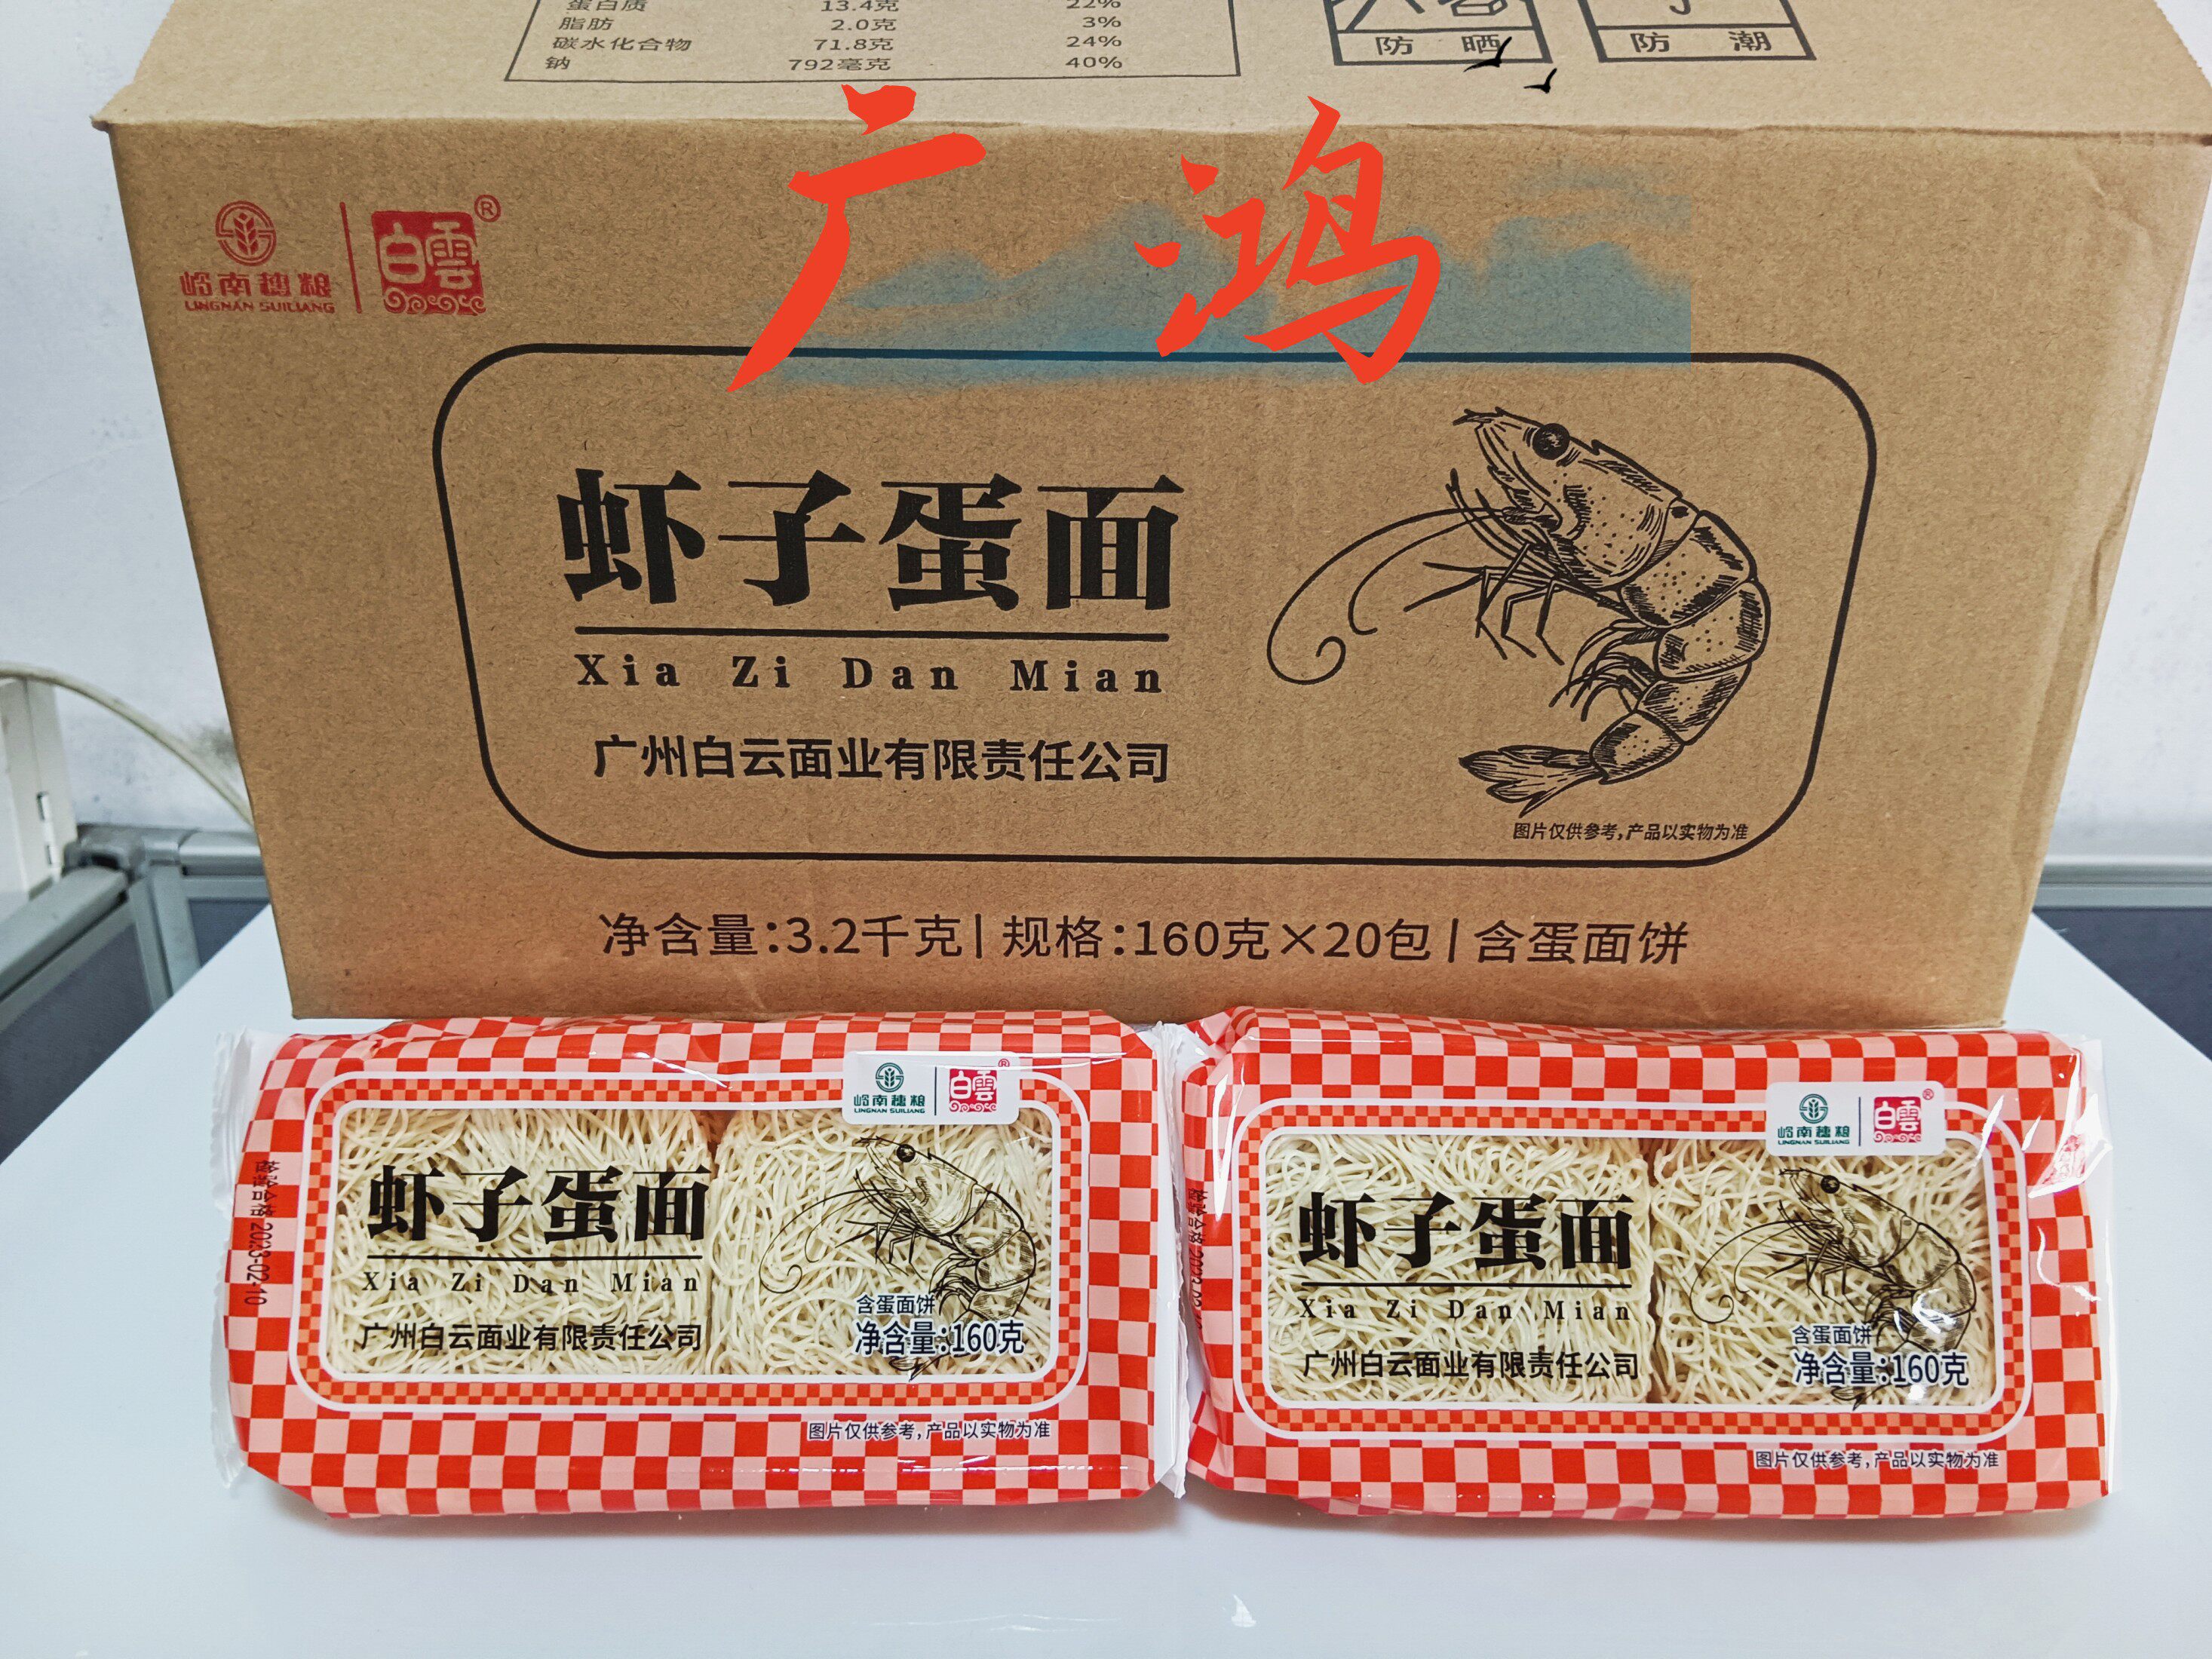 蛋白质 13.4克 22%
脂肪 2.0克 3%
碳水化合物 71.8克 24%
钠 792毫克 40%
防晒
防潮
广鸿
岭南穗粮
LINGNAN SUILIANG
白雲®
虾子蛋面
Xia Zi Dan Mian
广州白云面业有限责任公司
图片仅供参考,产品以实物为准
净含量:3.2千克|规格:160克×20包|含蛋面饼
岭南穗粮
LINGNAN SUILIANG
白雲®
虾子蛋面
Xia Zi Dan Mian
广州白云面业有限责任公司
含蛋面饼
净含量:160克
图片仅供参考,产品以实物为准
检验合格 2023-02-10
岭南穗粮
LINGNAN SUILIANG
白雲®
虾子蛋面
Xia Zi Dan Mian
广州白云面业有限责任公司
含蛋面饼
净含量:160克
图片仅供参考,产品以实物为准